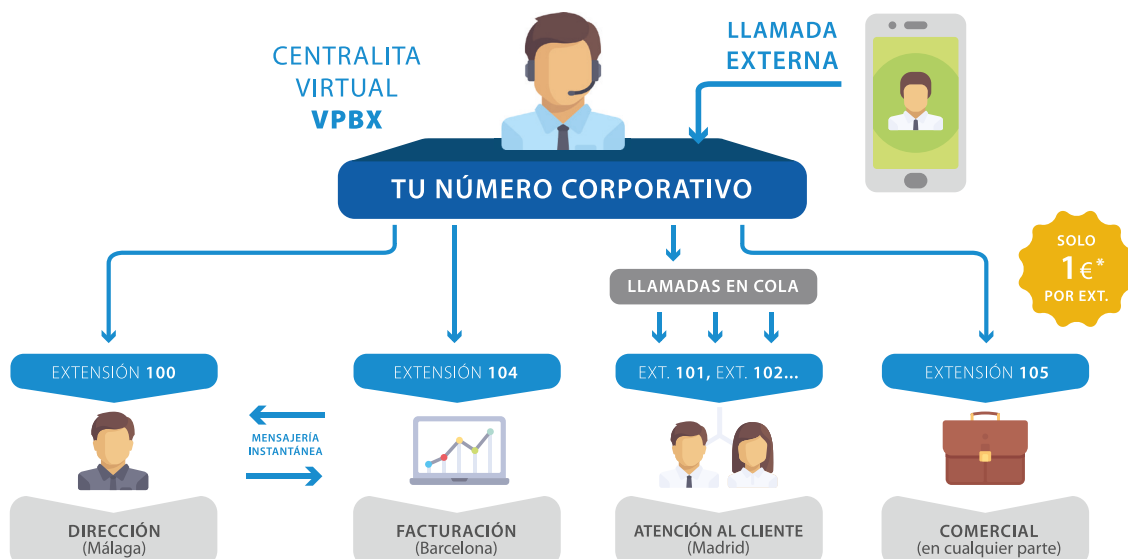 CENTRALITA
VIRTUAL
VPBX
LLAMADA
EXTERNA
TU NÚMERO CORPORATIVO
SOLO
1€*
POR EXT.
LLAMADAS EN COLA
EXTENSIÓN 100
EXTENSIÓN 104
EXT. 101, EXT. 102...
EXTENSIÓN 105
MENSAJERÍA
INSTANTÁNEA
DIRECCIÓN
(Málaga)
FACTURACIÓN
(Barcelona)
ATENCIÓN AL CLIENTE
(Madrid)
COMERCIAL
(en cualquier parte)